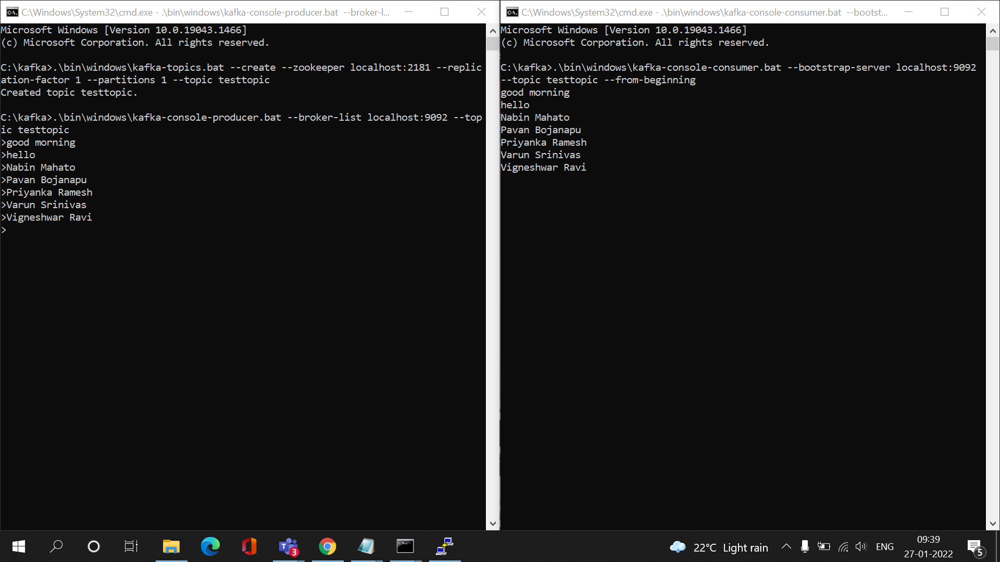 C:\Windows\System32\cmd.exe - .\bin\windows\kafka-console-producer.bat --broker-l...
Microsoft Windows [Version 10.0.19043.1466]
(c) Microsoft Corporation. All rights reserved.
C:\kafka>.\bin\windows\kafka-topics.bat --create --zookeeper localhost:2181 --replic
ation-factor 1 --partitions 1 --topic testtopic
Created topic testtopic.
C:\kafka>.\bin\windows\kafka-console-producer.bat --broker-list localhost:9092 --top
ic testtopic
>good morning
>hello
>Nabin Mahato
>Pavan Bojanapu
>Priyanka Ramesh
>Varun Srinivas
>Vigneshwar Ravi
>
C:\Windows\System32\cmd.exe - .\bin\windows\kafka-console-consumer.bat --bootst...
Microsoft Windows [Version 10.0.19043.1466]
(c) Microsoft Corporation. All rights reserved.
C:\kafka>.\bin\windows\kafka-console-consumer.bat --bootstrap-server localhost:9092
--topic testtopic --from-beginning
good morning
hello
Nabin Mahato
Pavan Bojanapu
Priyanka Ramesh
Varun Srinivas
Vigneshwar Ravi
3
22°C Light rain
ENG
09:39
27-01-2022
5